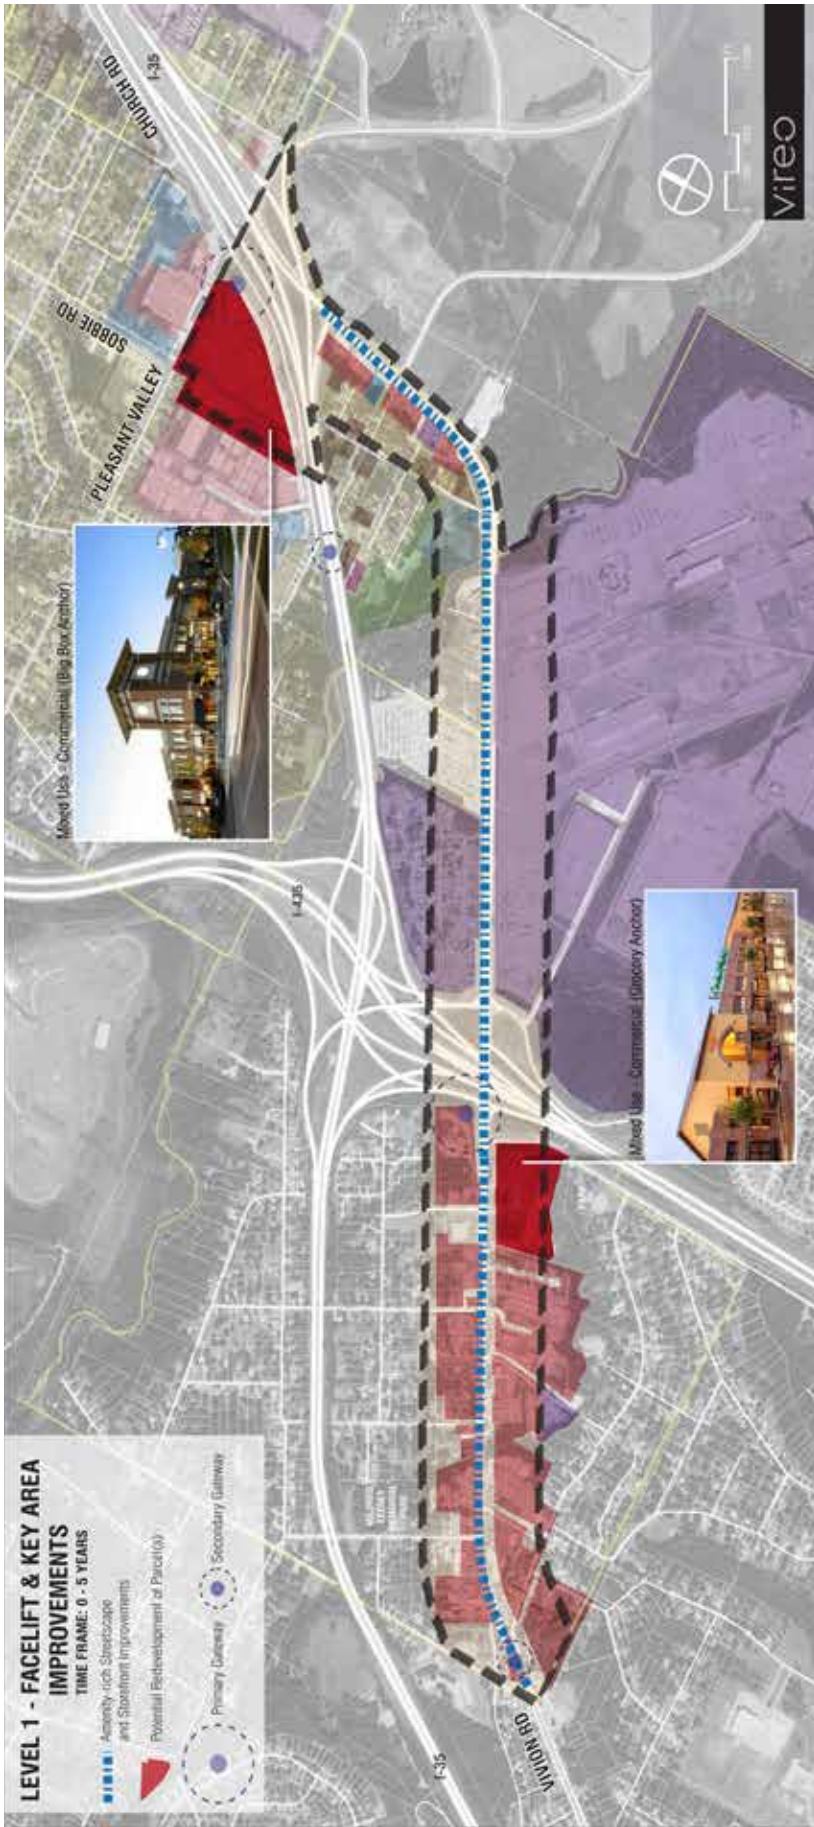 LEVEL 1 - FACELIFT & KEY AREA
IMPROVEMENTS
TIME FRAME: 0 - 5 YEARS
Amenity-rich Streetscape
and Storefront Improvements
Potential Redevelopment of Parcel(s)
Primary Gateway
Secondary Gateway
I-35
VIVION RD
Mixed Use - Commercial (Grocery Anchor)
I-435
Mixed Use - Commercial (Big Box Anchor)
PLEASANT VALLEY
SOBBIE RD
CHURCH RD
I-35
Vireo